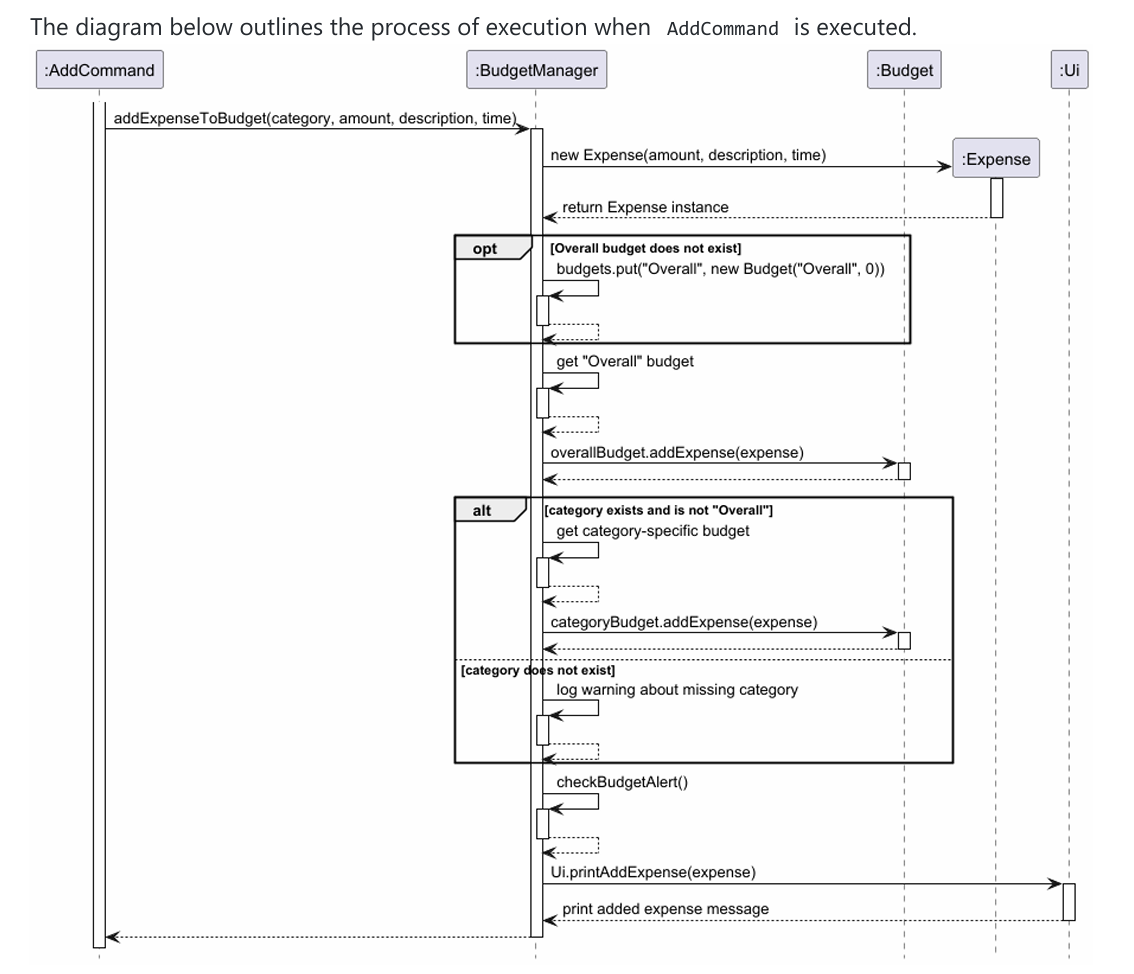 The diagram below outlines the process of execution when AddCommand is executed.
:AddCommand
:BudgetManager
:Budget
:Ui
addExpenseToBudget(category, amount, description, time)
new Expense(amount, description, time)
:Expense
return Expense instance
opt
[Overall budget does not exist]
budgets.put("Overall", new Budget("Overall", 0))
get "Overall" budget
overallBudget.addExpense(expense)
alt
[category exists and is not "Overall"]
get category-specific budget
categoryBudget.addExpense(expense)
[category does not exist]
log warning about missing category
checkBudgetAlert()
Ui.printAddExpense(expense)
print added expense message